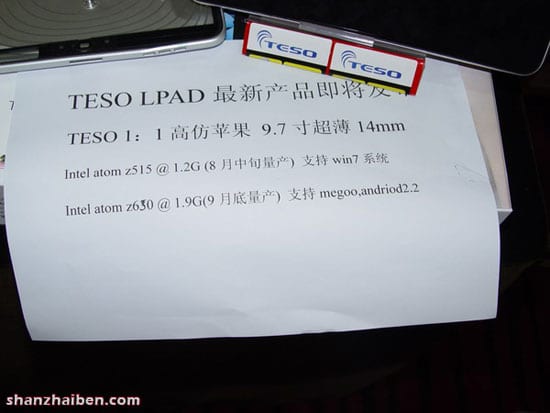 TESO
TESO
TESO LPAD 最新产品即将发
TESO 1：1 高仿苹果 9.7 寸超薄 14mm
Intel atom z515 @ 1.2G (8 月中旬量产) 支持 win7 系统
Intel atom z630 @ 1.9G(9 月底量产) 支持 megoo,andriod2.2
shanzhaiben.com